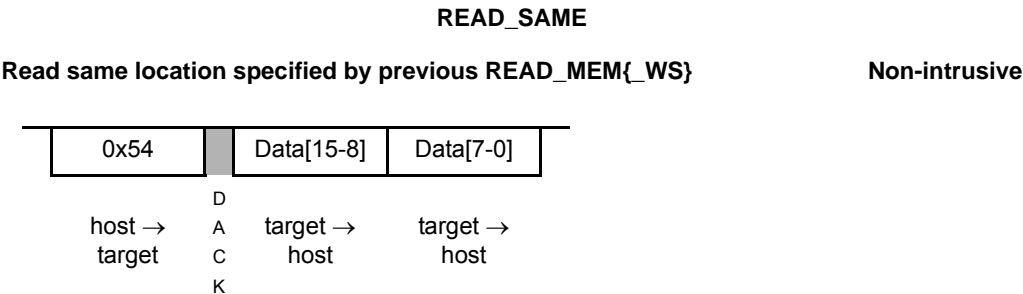 READ_SAME
Read same location specified by previous READ_MEM{_WS} Non-intrusive
0x54 Data[15-8] Data[7-0]
D
host → A target → target →
target C host host
K